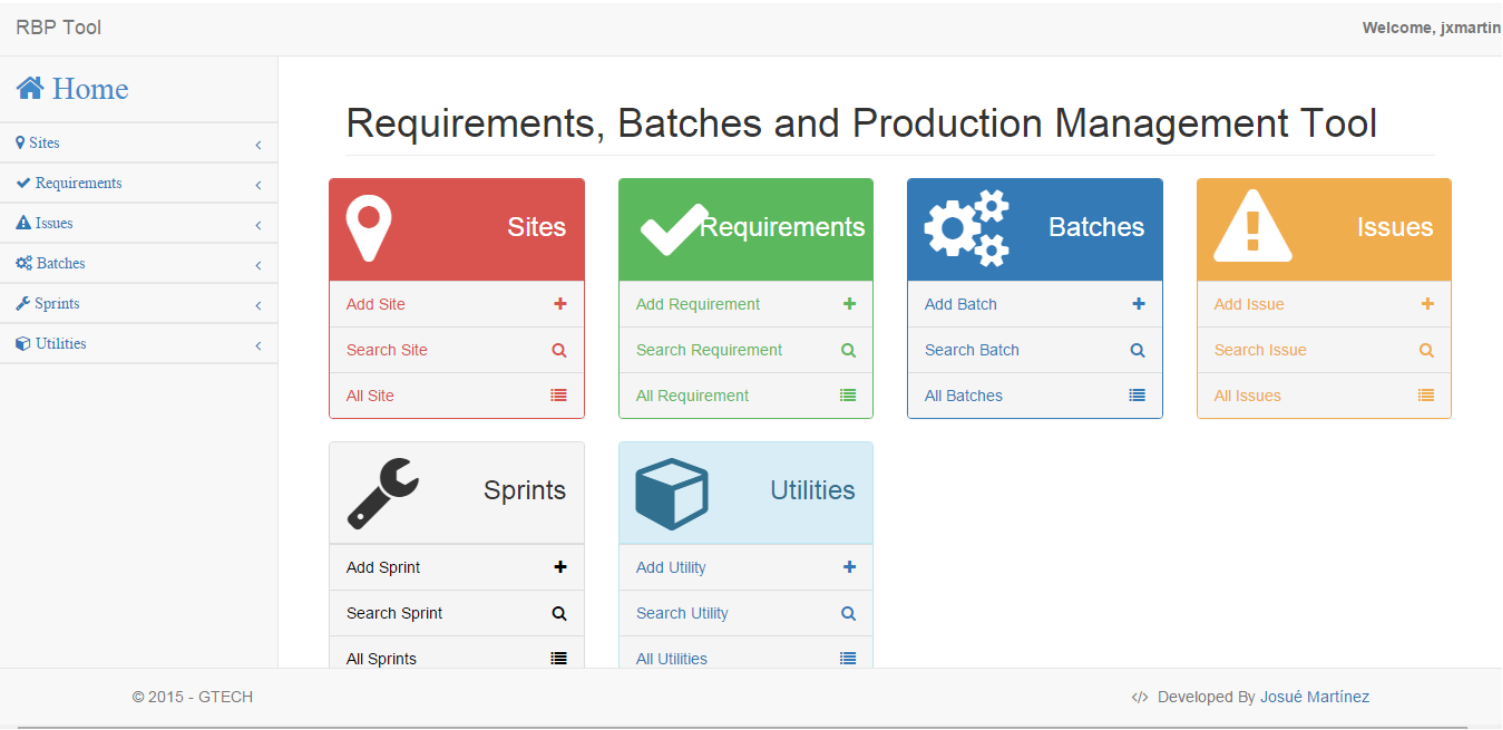 RBP Tool
Welcome, jxmartin
Home
Sites
Requirements
Issues
Batches
Sprints
Utilities
Requirements, Batches and Production Management Tool
Sites
Add Site
Search Site
All Site
Requirements
Add Requirement
Search Requirement
All Requirement
Batches
Add Batch
Search Batch
All Batches
Issues
Add Issue
Search Issue
All Issues
Sprints
Add Sprint
Search Sprint
All Sprints
Utilities
Add Utility
Search Utility
All Utilities
© 2015 - GTECH
</> Developed By Josué Martínez